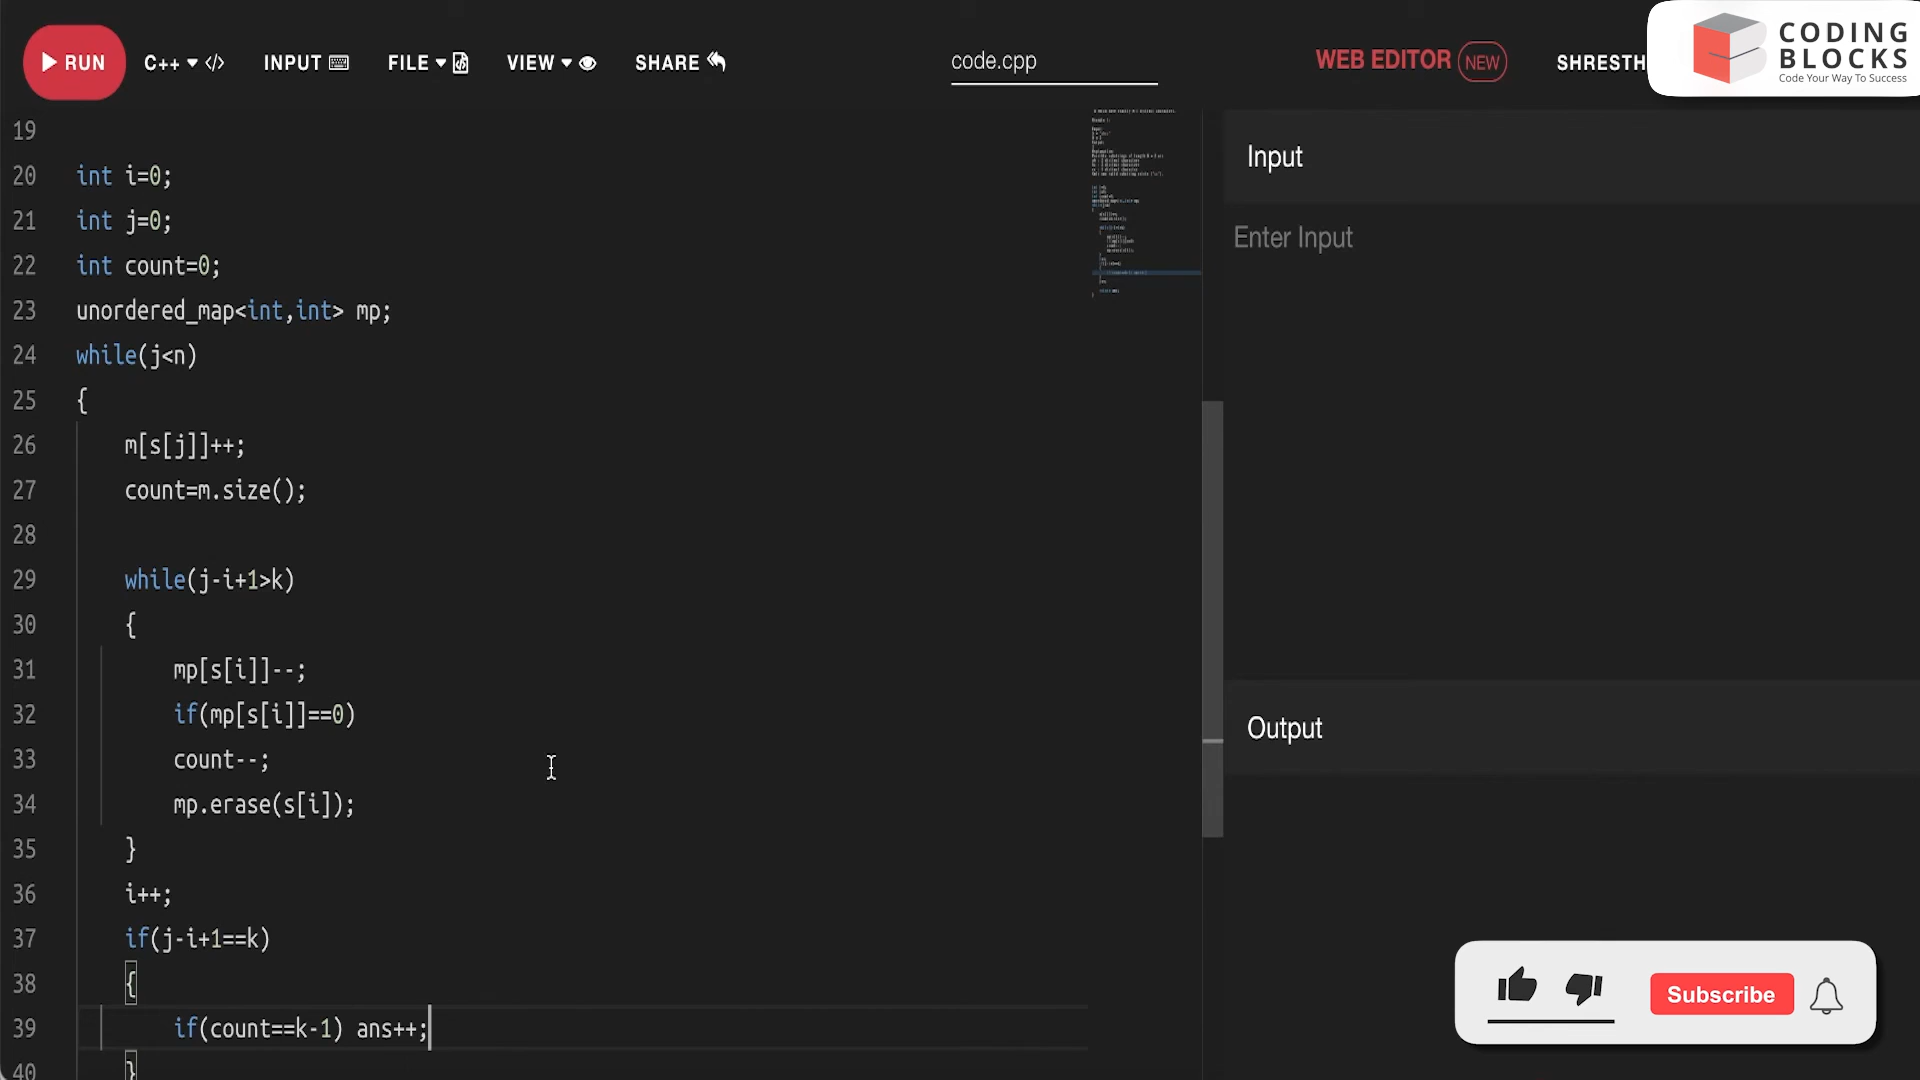 RUN
C++
INPUT
FILE
VIEW
SHARE
code.cpp
WEB EDITOR NEW
SHRESTH
CODING
BLOCKS
Code Your Way To Success
19
20 int i=0;
21 int j=0;
22 int count=0;
23 unordered_map<int,int> mp;
24 while(j<n)
25 {
26 m[s[j]]++;
27 count=m.size();
28
29 while(j-i+1>k)
30 {
31 mp[s[i]]--;
32 if(mp[s[i]]==0)
33 count--;
34 mp.erase(s[i]);
35 }
36 i++;
37 if(j-i+1==k)
38 {
39 if(count==k-1) ans++;
40 }
Input
Enter Input
Output
Subscribe